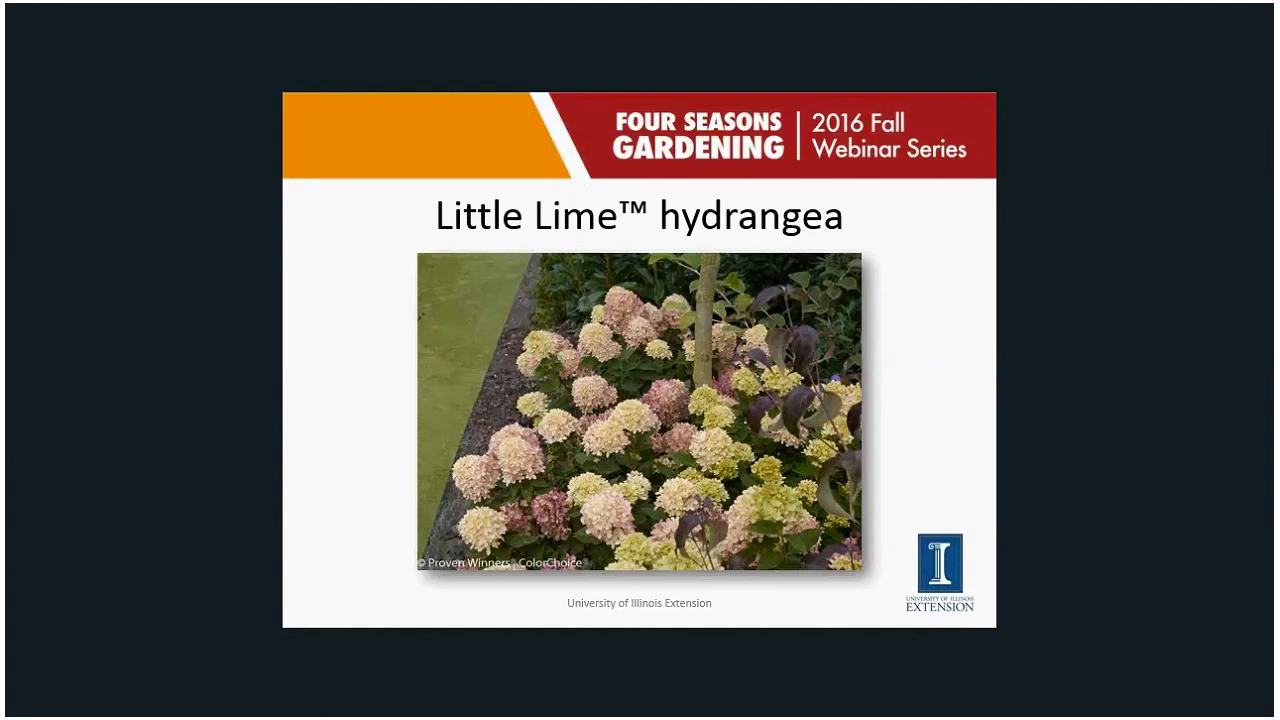 FOUR SEASONS
GARDENING
2016 Fall
Webinar Series
Little Lime™ hydrangea
© Proven Winners - ColorChoice®
University of Illinois Extension
I
UNIVERSITY OF ILLINOIS
EXTENSION